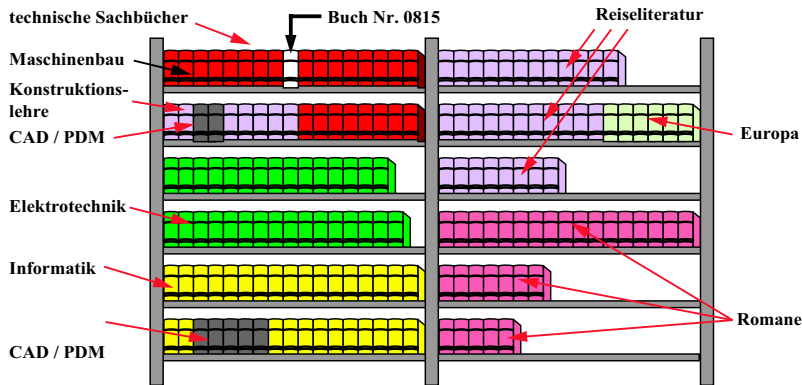 technische Sachbücher
Buch Nr. 0815
Reiseliteratur
Maschinenbau
Konstruktions-
lehre
CAD / PDM
Europa
Elektrotechnik
Informatik
Romane
CAD / PDM